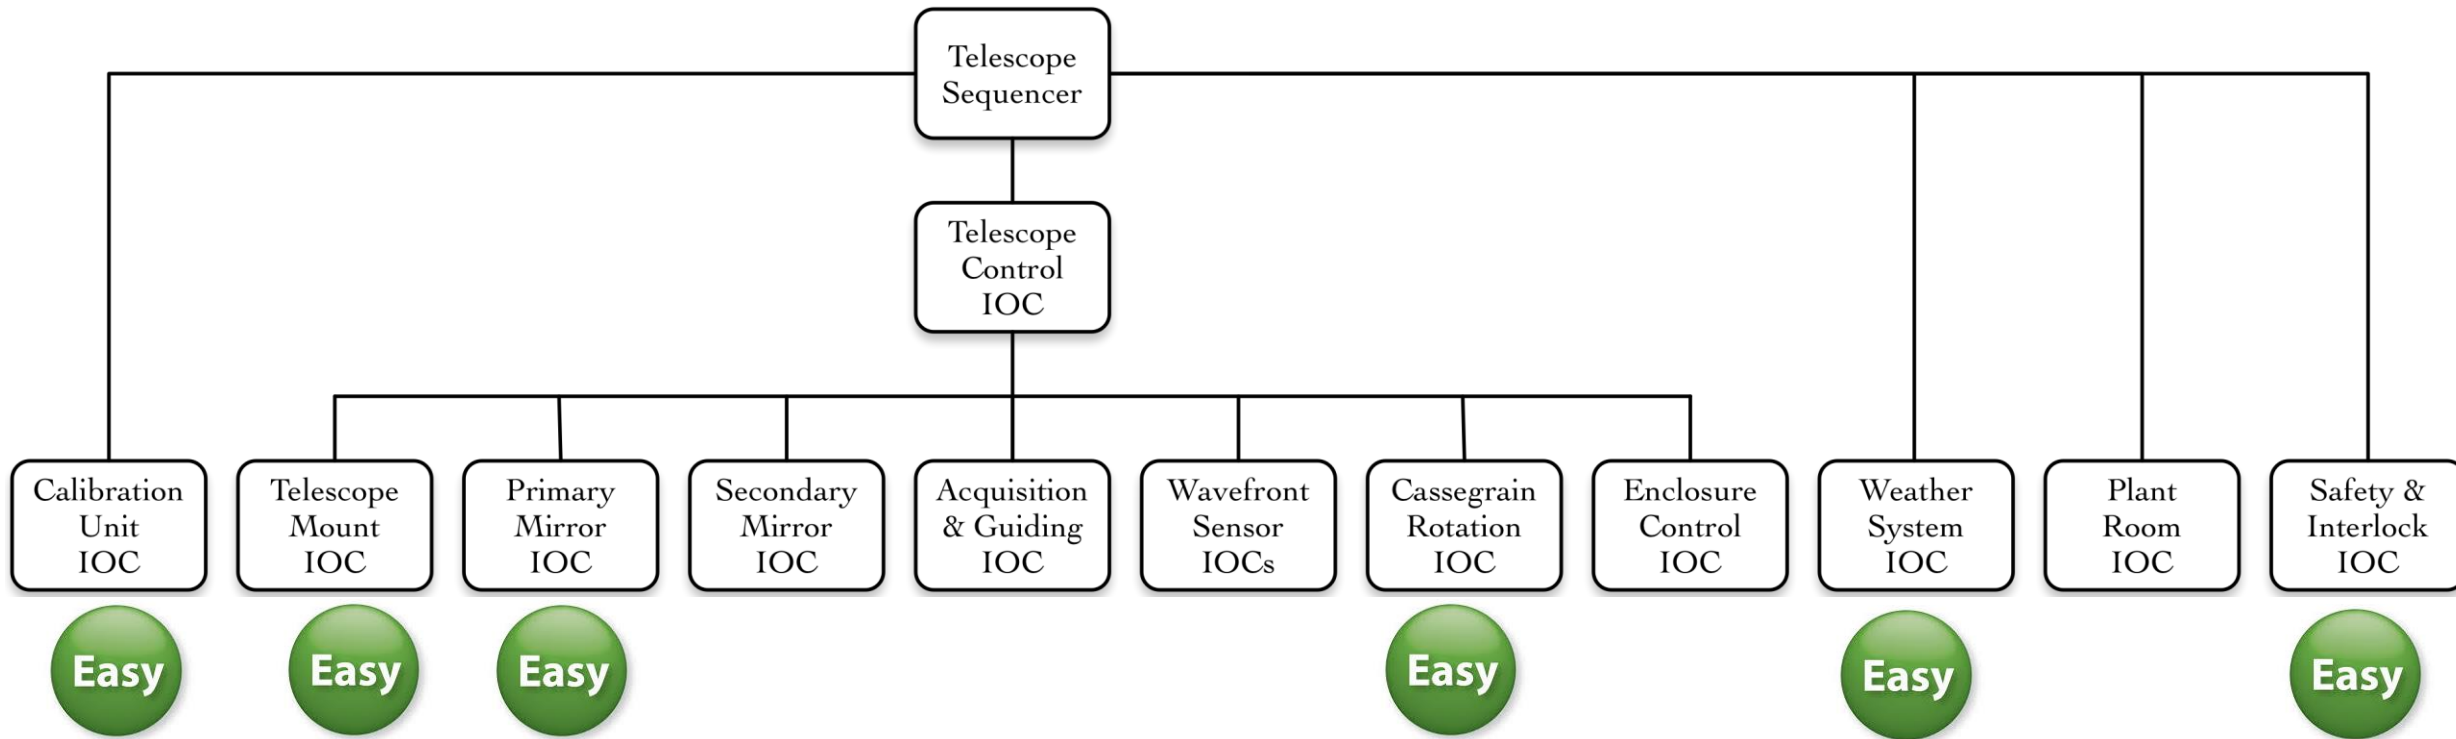 Telescope
Sequencer
Telescope
Control
IOC
Calibration
Unit
IOC
Telescope
Mount
IOC
Primary
Mirror
IOC
Secondary
Mirror
IOC
Acquisition
& Guiding
IOC
Wavefront
Sensor
IOCs
Cassegrain
Rotation
IOC
Enclosure
Control
IOC
Weather
System
IOC
Plant
Room
IOC
Safety &
Interlock
IOC
Easy
Easy
Easy
Easy
Easy
Easy